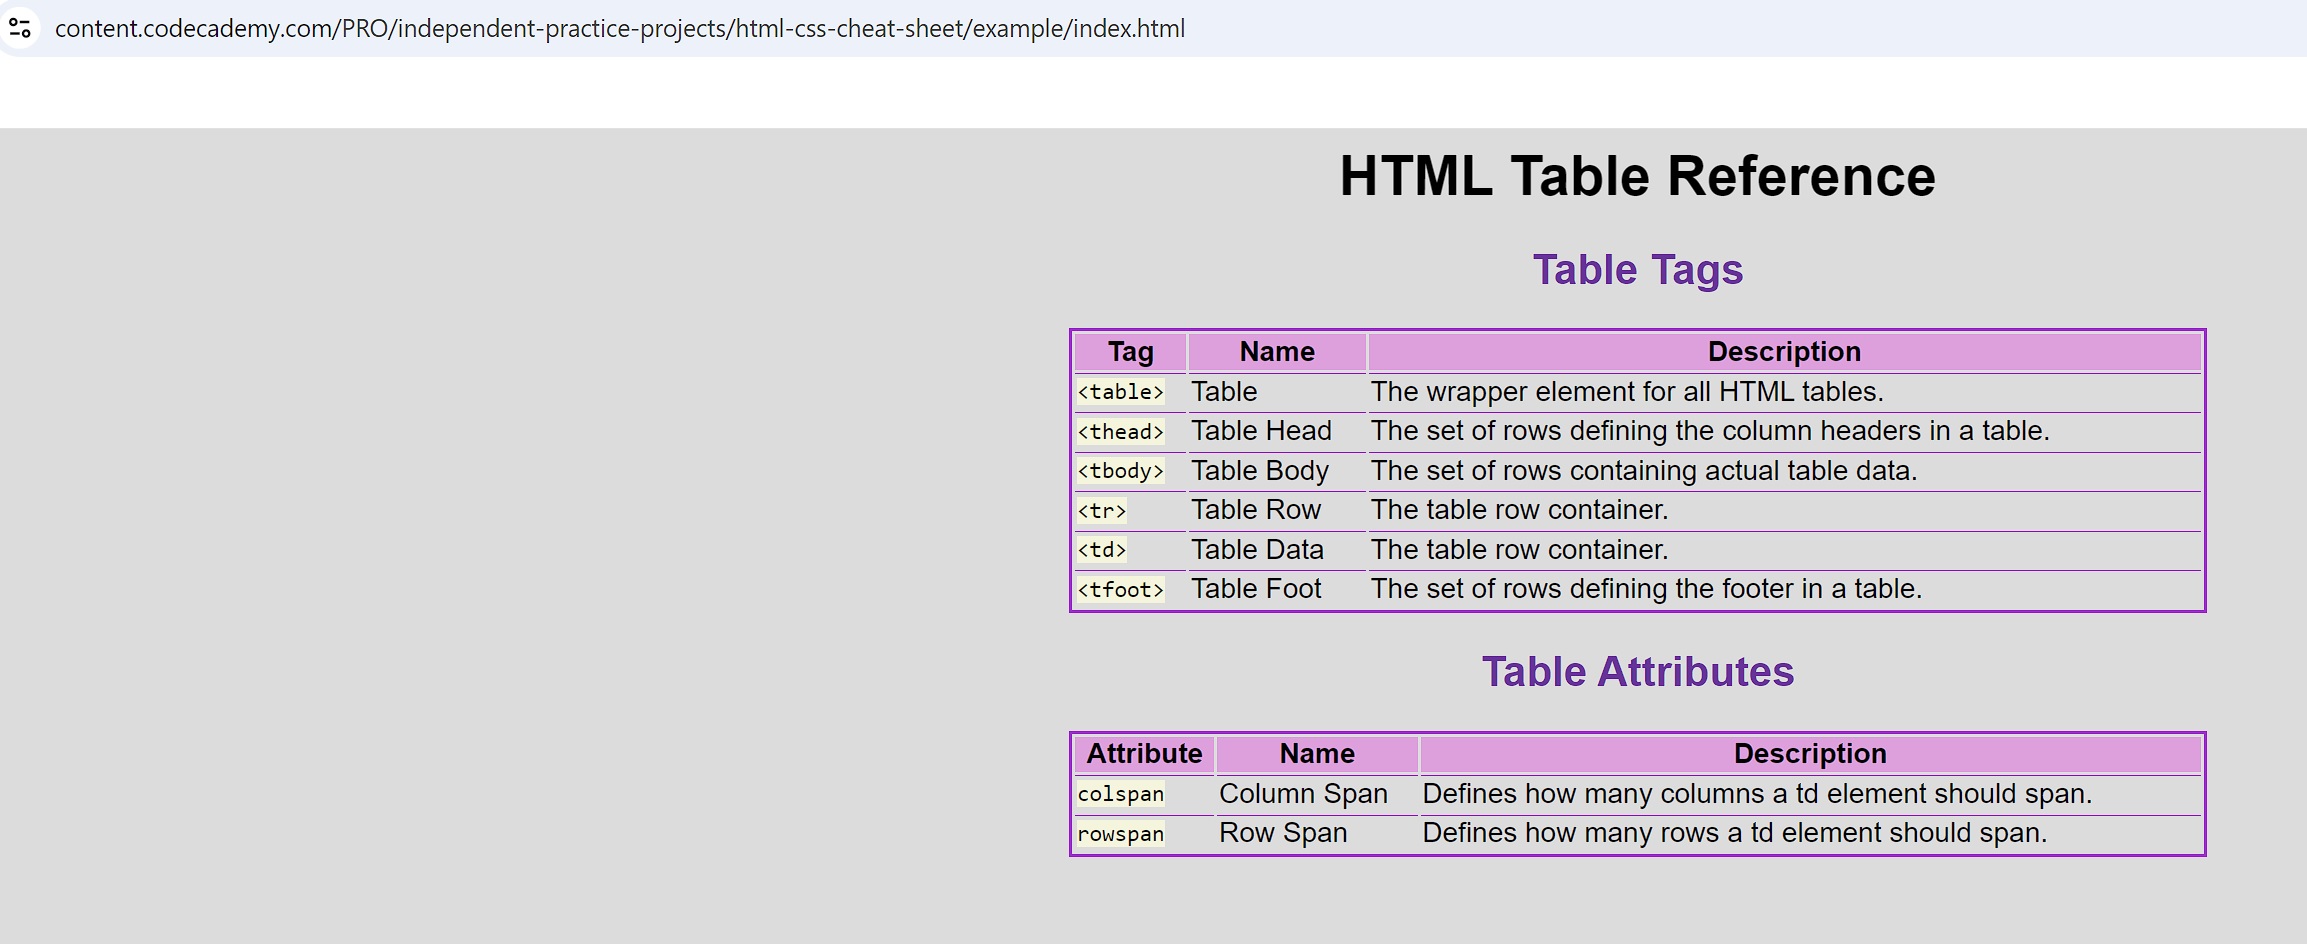 content.codecademy.com/PRO/independent-practice-projects/html-css-cheat-sheet/example/index.html
HTML Table Reference
Table Tags
Tag Name Description
<table> Table The wrapper element for all HTML tables.
<thead> Table Head The set of rows defining the column headers in a table.
<tbody> Table Body The set of rows containing actual table data.
<tr> Table Row The table row container.
<td> Table Data The table row container.
<tfoot> Table Foot The set of rows defining the footer in a table.
Table Attributes
Attribute Name Description
colspan Column Span Defines how many columns a td element should span.
rowspan Row Span Defines how many rows a td element should span.